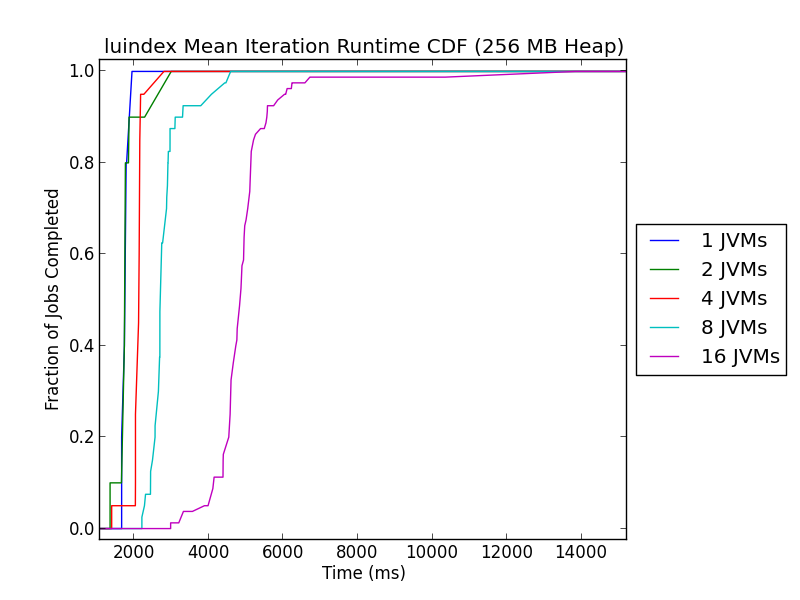 luindex Mean Iteration Runtime CDF (256 MB Heap)
Fraction of Jobs Completed
1.0
0.8
0.6
0.4
0.2
0.0
2000 4000 6000 8000 10000 12000 14000
Time (ms)
1 JVMs
2 JVMs
4 JVMs
8 JVMs
16 JVMs